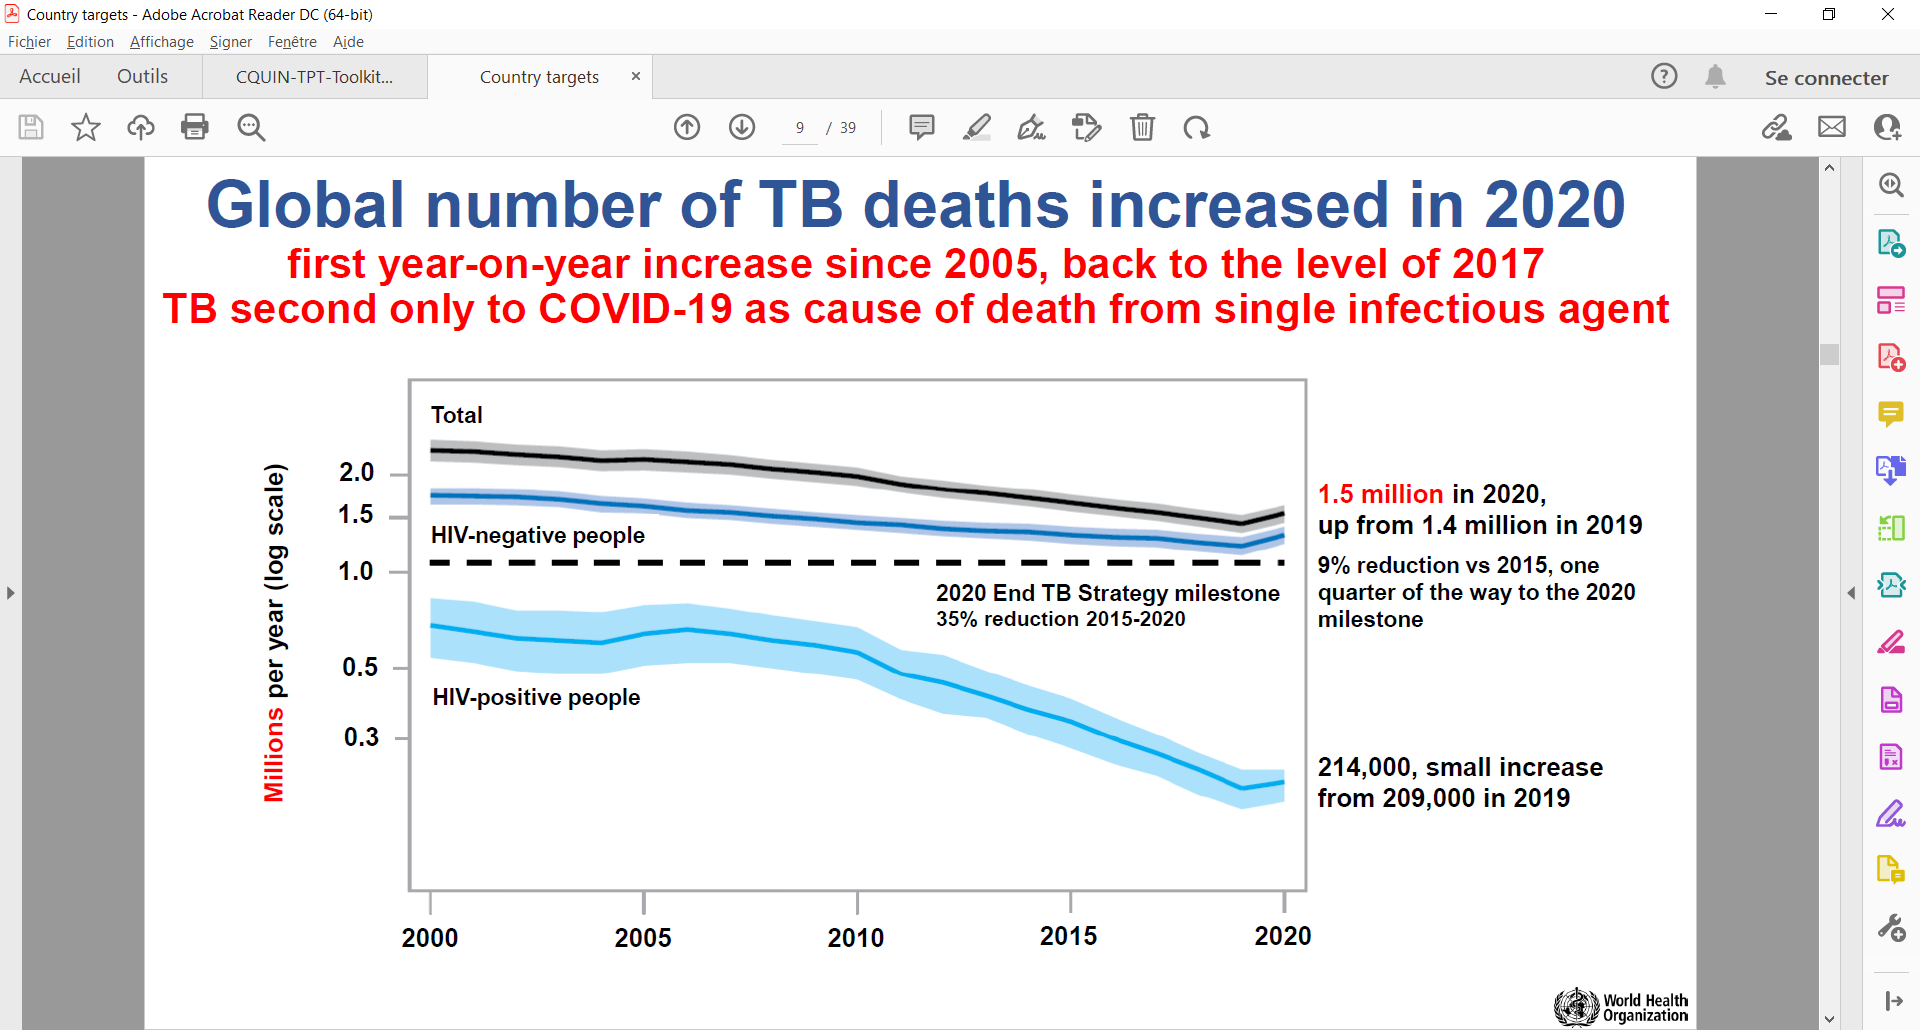 Country targets - Adobe Acrobat Reader DC (64-bit)
Fichier Edition Affichage Signer Fenêtre Aide
Accueil Outils CQUIN-TPT-Toolkit... Country targets × Se connecter
9 / 39
Global number of TB deaths increased in 2020
first year-on-year increase since 2005, back to the level of 2017
TB second only to COVID-19 as cause of death from single infectious agent
Millions per year (log scale)
2.0
1.5
1.0
0.5
0.3
Total
HIV-negative people
2020 End TB Strategy milestone
35% reduction 2015-2020
HIV-positive people
1.5 million in 2020,
up from 1.4 million in 2019
9% reduction vs 2015, one
quarter of the way to the 2020
milestone
214,000, small increase
from 209,000 in 2019
2000 2005 2010 2015 2020
World Health
Organization